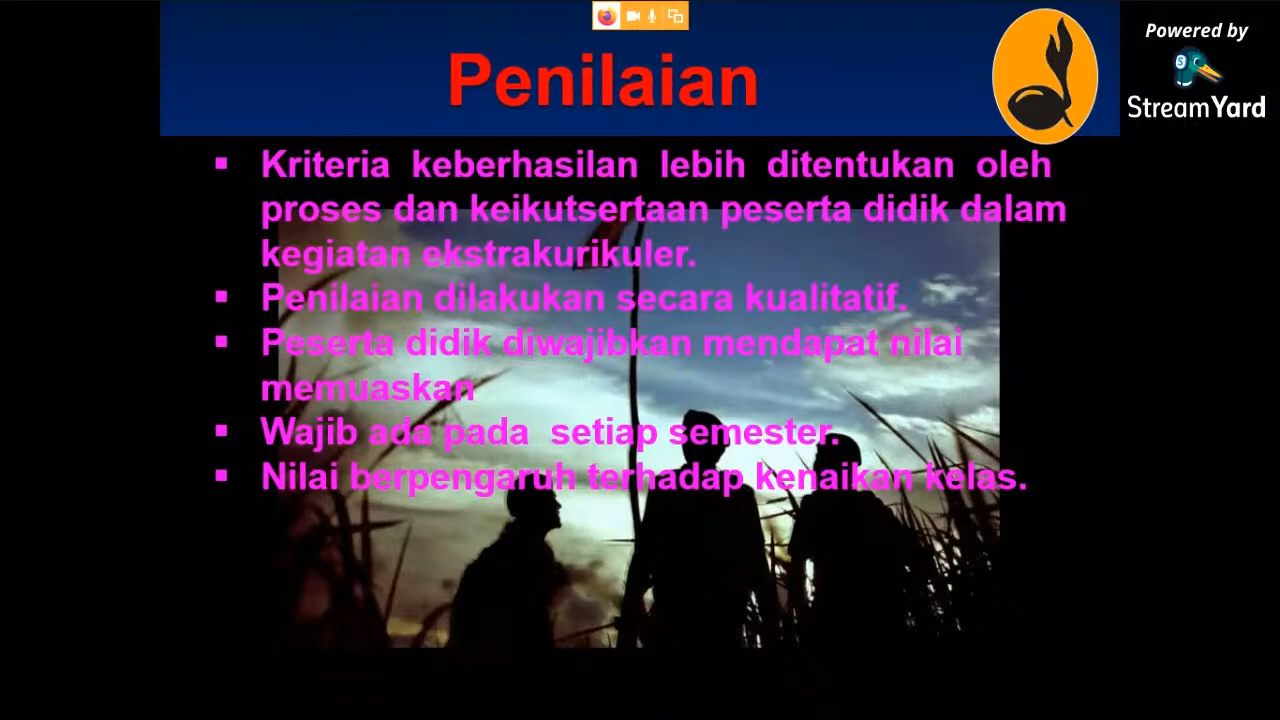 Penilaian
Powered by
StreamYard
▪ Kriteria keberhasilan lebih ditentukan oleh
proses dan keikutsertaan peserta didik dalam
kegiatan ekstrakurikuler.
▪ Penilaian dilakukan secara kualitatif.
▪ Peserta didik diwajibkan mendapat nilai
memuaskan
▪ Wajib ada pada setiap semester.
▪ Nilai berpengaruh terhadap kenaikan kelas.